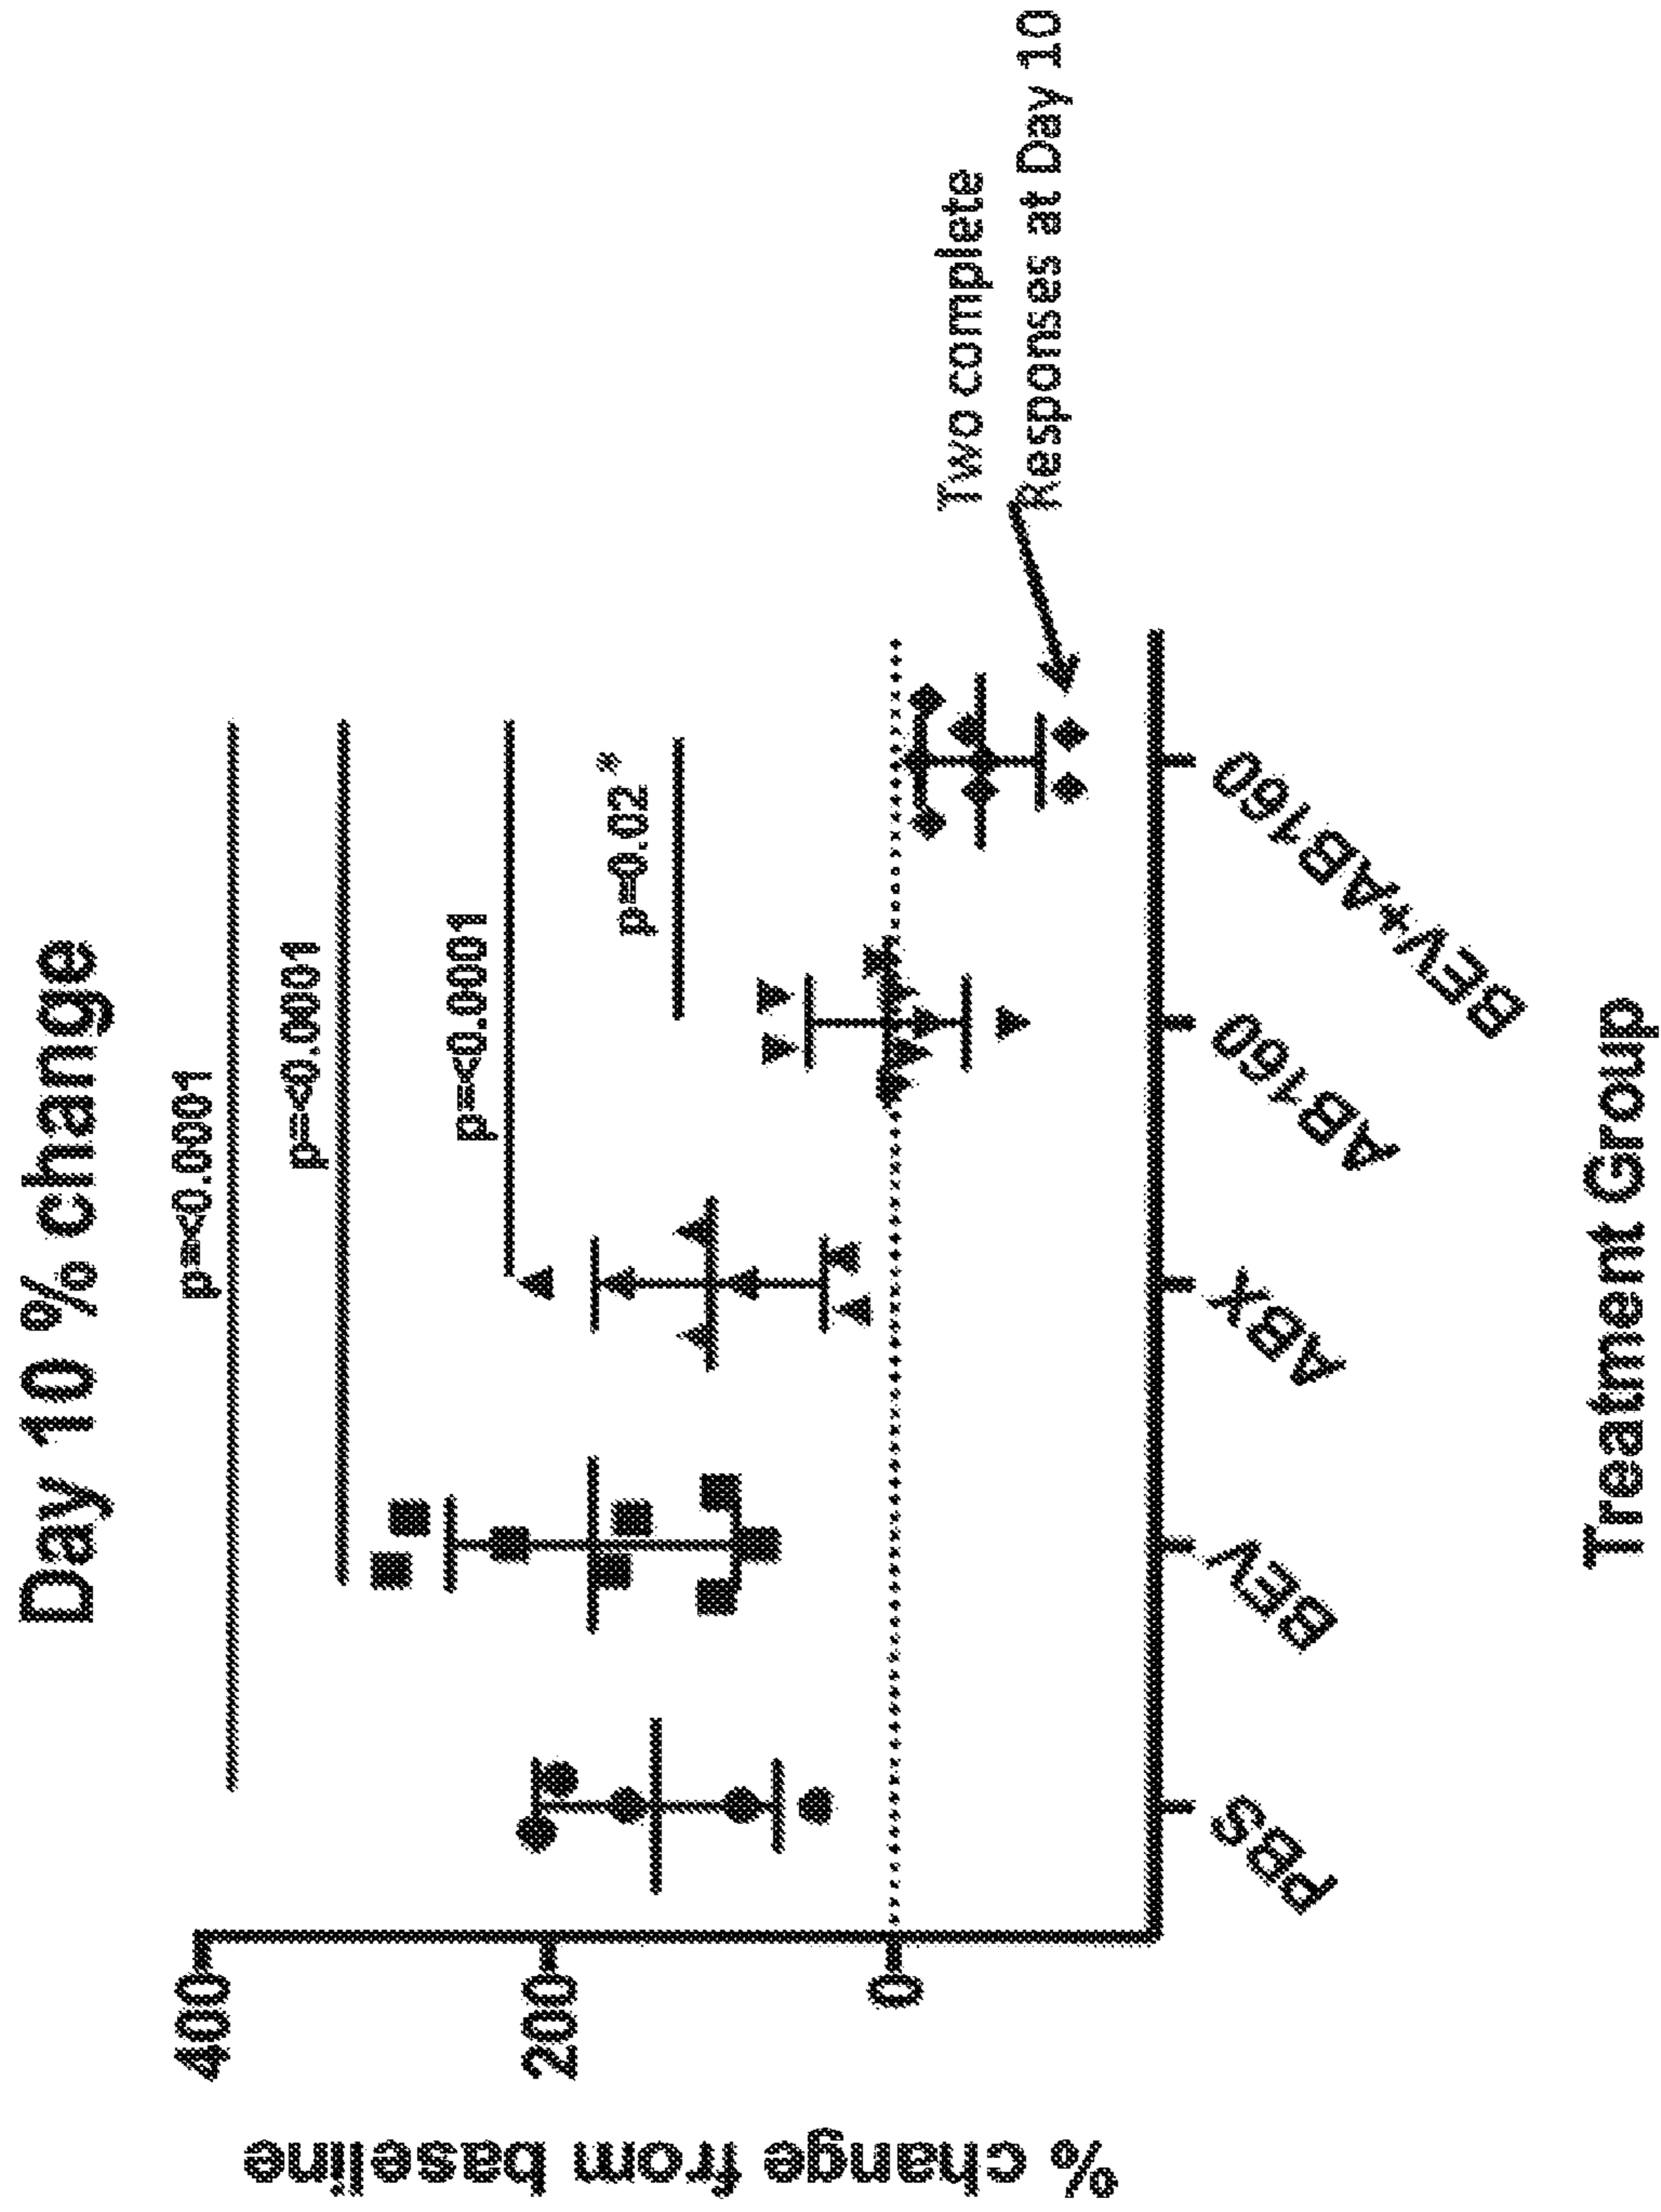 Day 10 % change
p=<0.0001
p=<0.0001
p=<0.0001
p=0.02 *
400
200
0
% change from baseline
Two complete
Responses at Day 10
PBS
BEV
ABX
AB160
BEV+AB160
Treatment Group